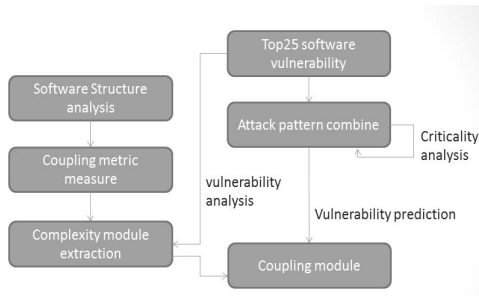 Top25 software
vulnerability
Software Structure
analysis
Attack pattern combine
Criticality
analysis
Coupling metric
measure
vulnerability
analysis
Vulnerability prediction
Complexity module
extraction
Coupling module